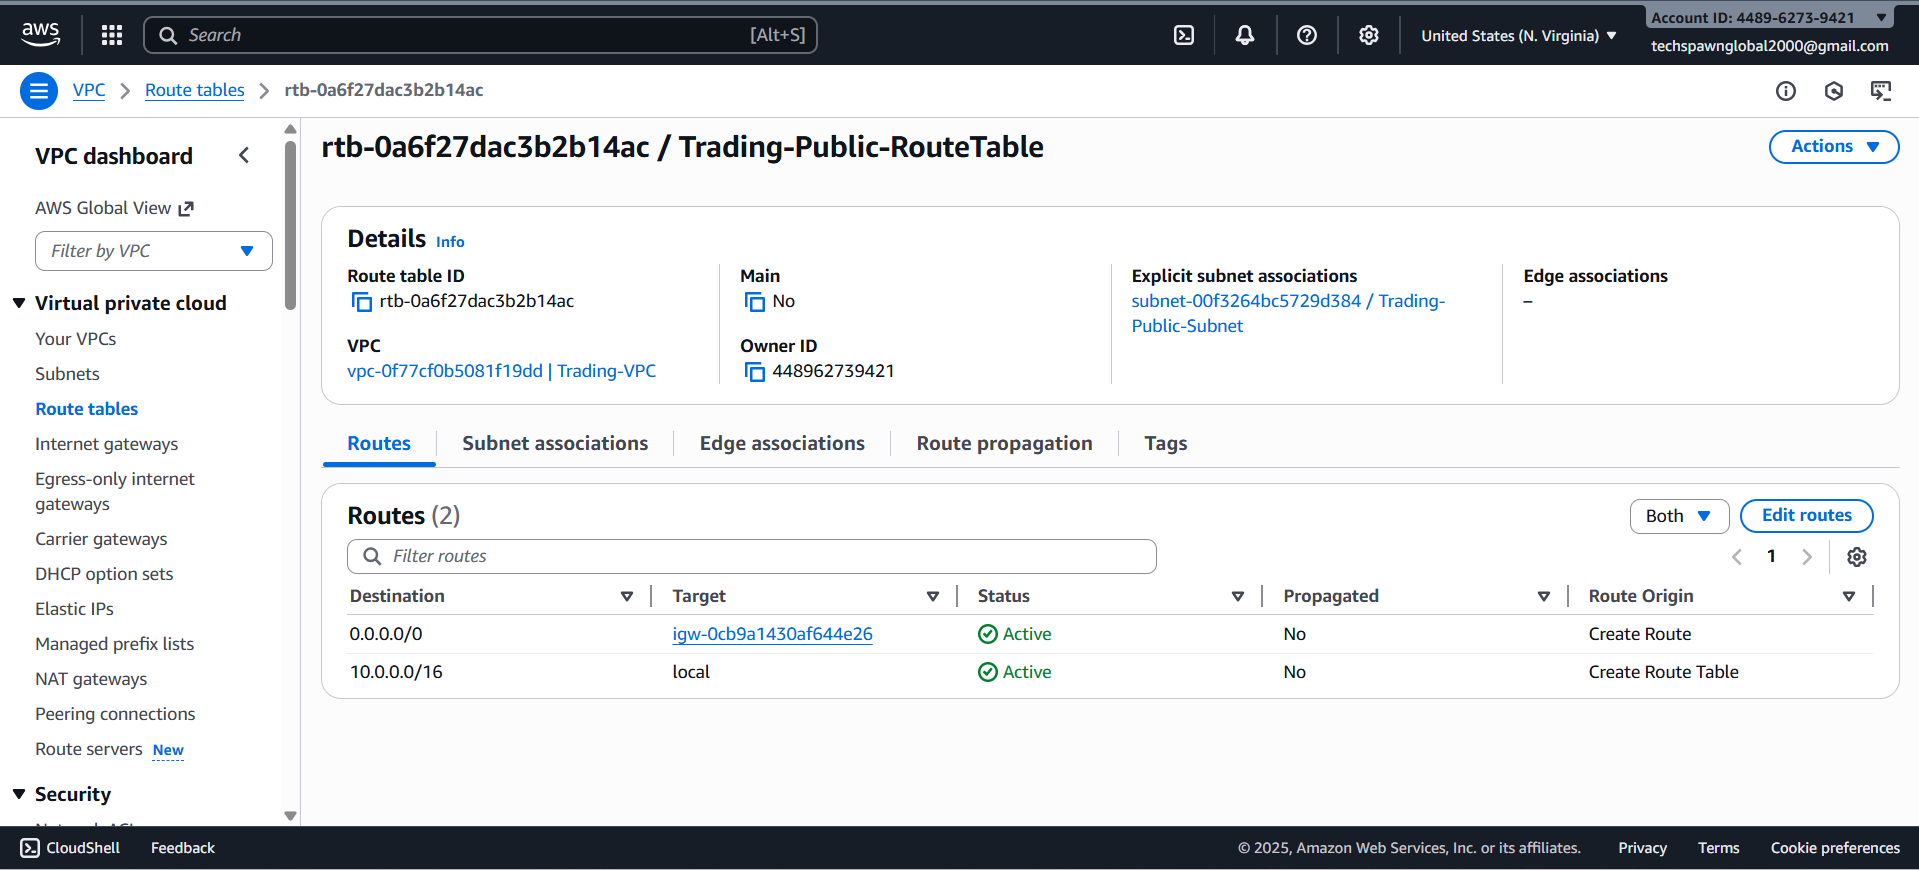 aws
Search [Alt+S]
United States (N. Virginia)
Account ID: 4489-6273-9421
techspawnglobal2000@gmail.com
VPC
Route tables
rtb-0a6f27dac3b2b14ac
VPC dashboard
AWS Global View
Filter by VPC
Virtual private cloud
Your VPCs
Subnets
Route tables
Internet gateways
Egress-only internet
gateways
Carrier gateways
DHCP option sets
Elastic IPs
Managed prefix lists
NAT gateways
Peering connections
Route servers New
Security
rtb-0a6f27dac3b2b14ac / Trading-Public-RouteTable
Actions
Details Info
Route table ID
rtb-0a6f27dac3b2b14ac
VPC
vpc-0f77cf0b5081f19dd | Trading-VPC
Main
No
Owner ID
448962739421
Explicit subnet associations
subnet-00f3264bc5729d384 / Trading-
Public-Subnet
Edge associations
–
Routes
Subnet associations
Edge associations
Route propagation
Tags
Routes (2)
Both
Edit routes
Filter routes
1
Destination Target Status Propagated Route Origin
0.0.0.0/0 igw-0cb9a1430af644e26 Active No Create Route
10.0.0.0/16 local Active No Create Route Table
CloudShell Feedback © 2025, Amazon Web Services, Inc. or its affiliates. Privacy Terms Cookie preferences